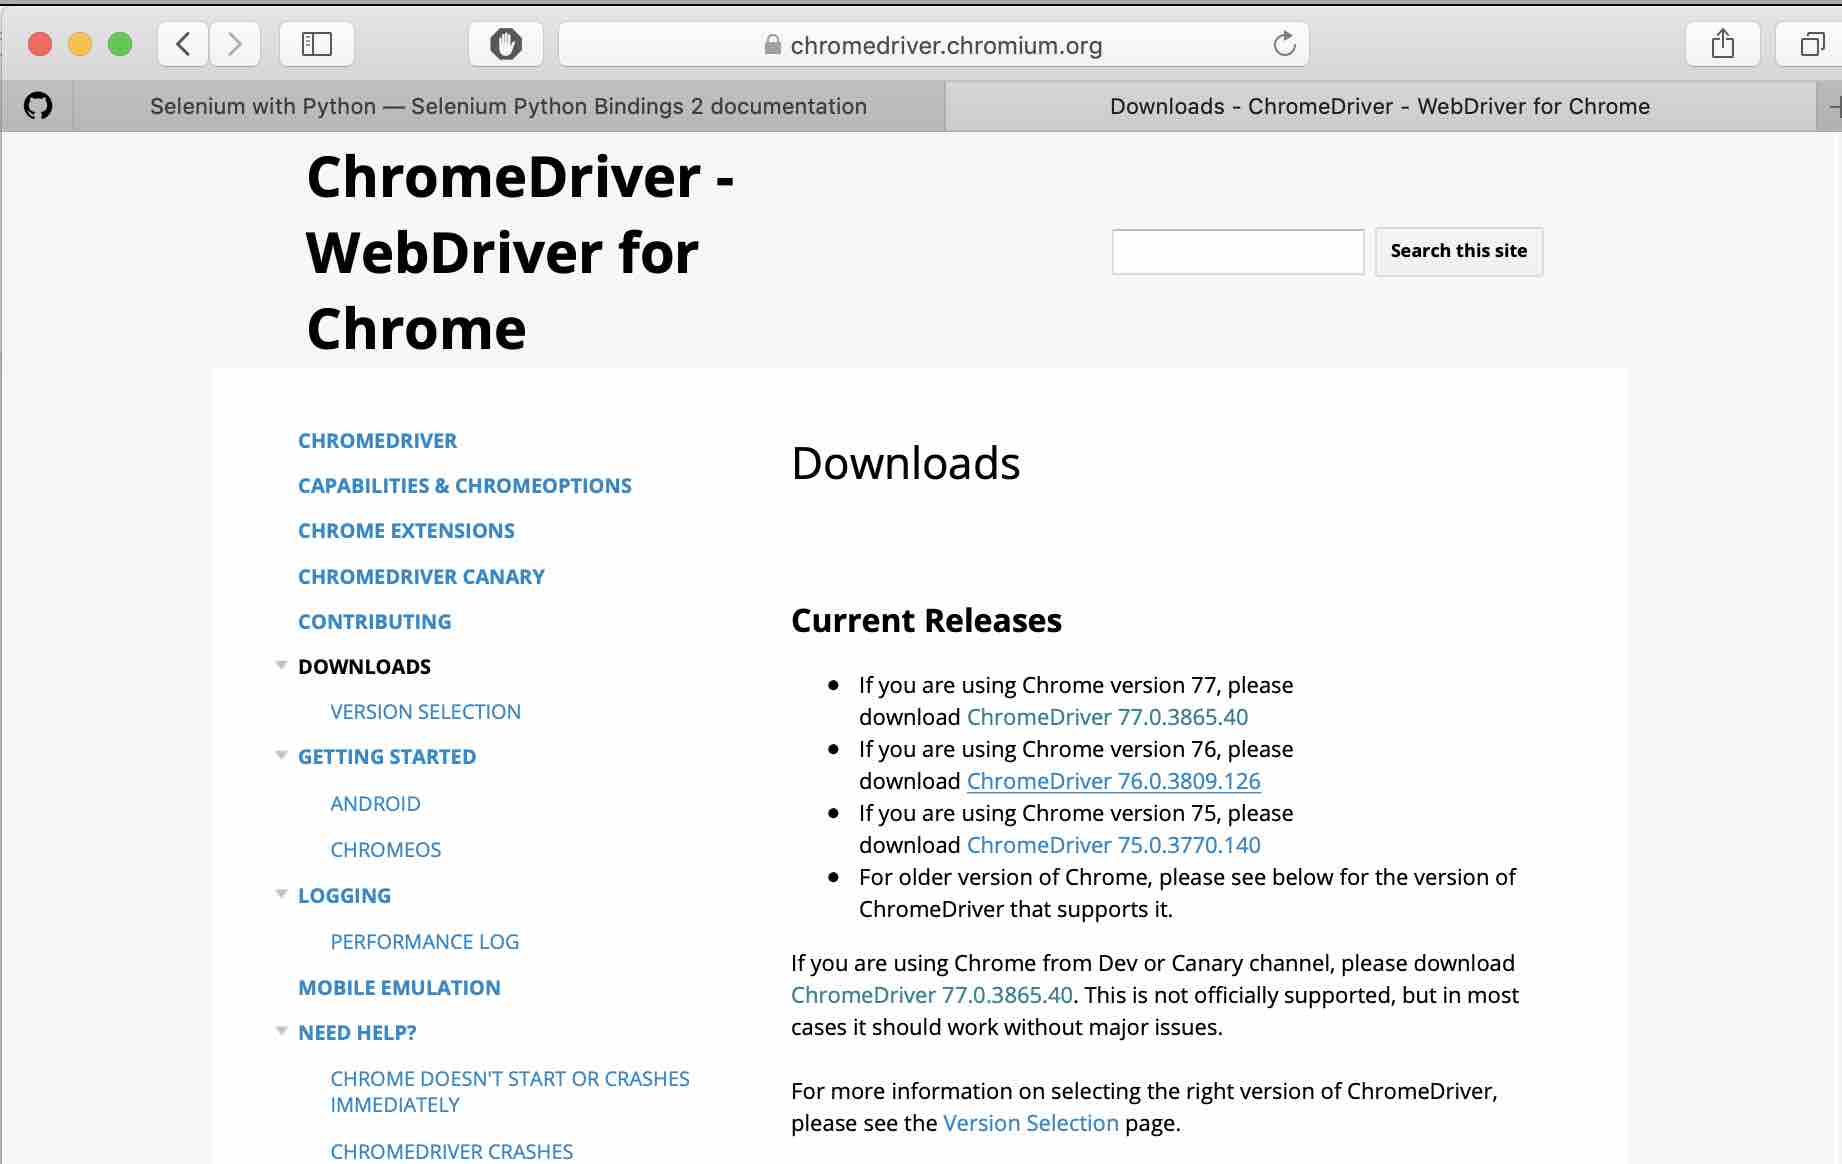 chromedriver.chromium.org
Selenium with Python — Selenium Python Bindings 2 documentation
Downloads - ChromeDriver - WebDriver for Chrome
ChromeDriver -
WebDriver for
Chrome
Search this site
CHROMEDRIVER
CAPABILITIES & CHROMEOPTIONS
CHROME EXTENSIONS
CHROMEDRIVER CANARY
CONTRIBUTING
DOWNLOADS
VERSION SELECTION
GETTING STARTED
ANDROID
CHROMEOS
LOGGING
PERFORMANCE LOG
MOBILE EMULATION
NEED HELP?
CHROME DOESN'T START OR CRASHES
IMMEDIATELY
CHROMEDRIVER CRASHES
Downloads
Current Releases
If you are using Chrome version 77, please
download ChromeDriver 77.0.3865.40
If you are using Chrome version 76, please
download ChromeDriver 76.0.3809.126
If you are using Chrome version 75, please
download ChromeDriver 75.0.3770.140
For older version of Chrome, please see below for the version of
ChromeDriver that supports it.
If you are using Chrome from Dev or Canary channel, please download
ChromeDriver 77.0.3865.40. This is not officially supported, but in most
cases it should work without major issues.
For more information on selecting the right version of ChromeDriver,
please see the Version Selection page.